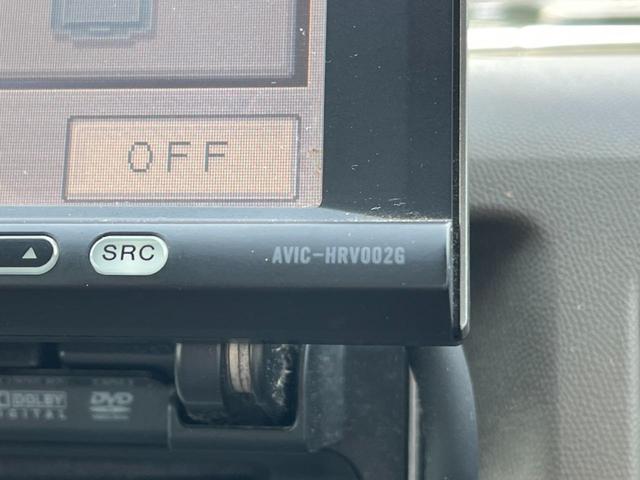 OFF
SRC
AVIC-HRV002G
DOLBY
DIGITAL
DVD